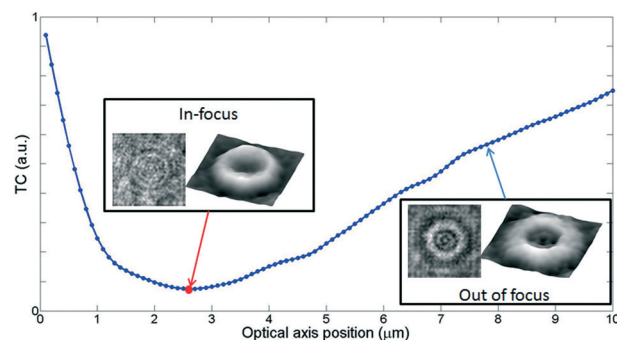 1
TC (a.u.)
In-focus
Out of focus
0
0 1 2 3 4 5 6 7 8 9 10
Optical axis position (μm)